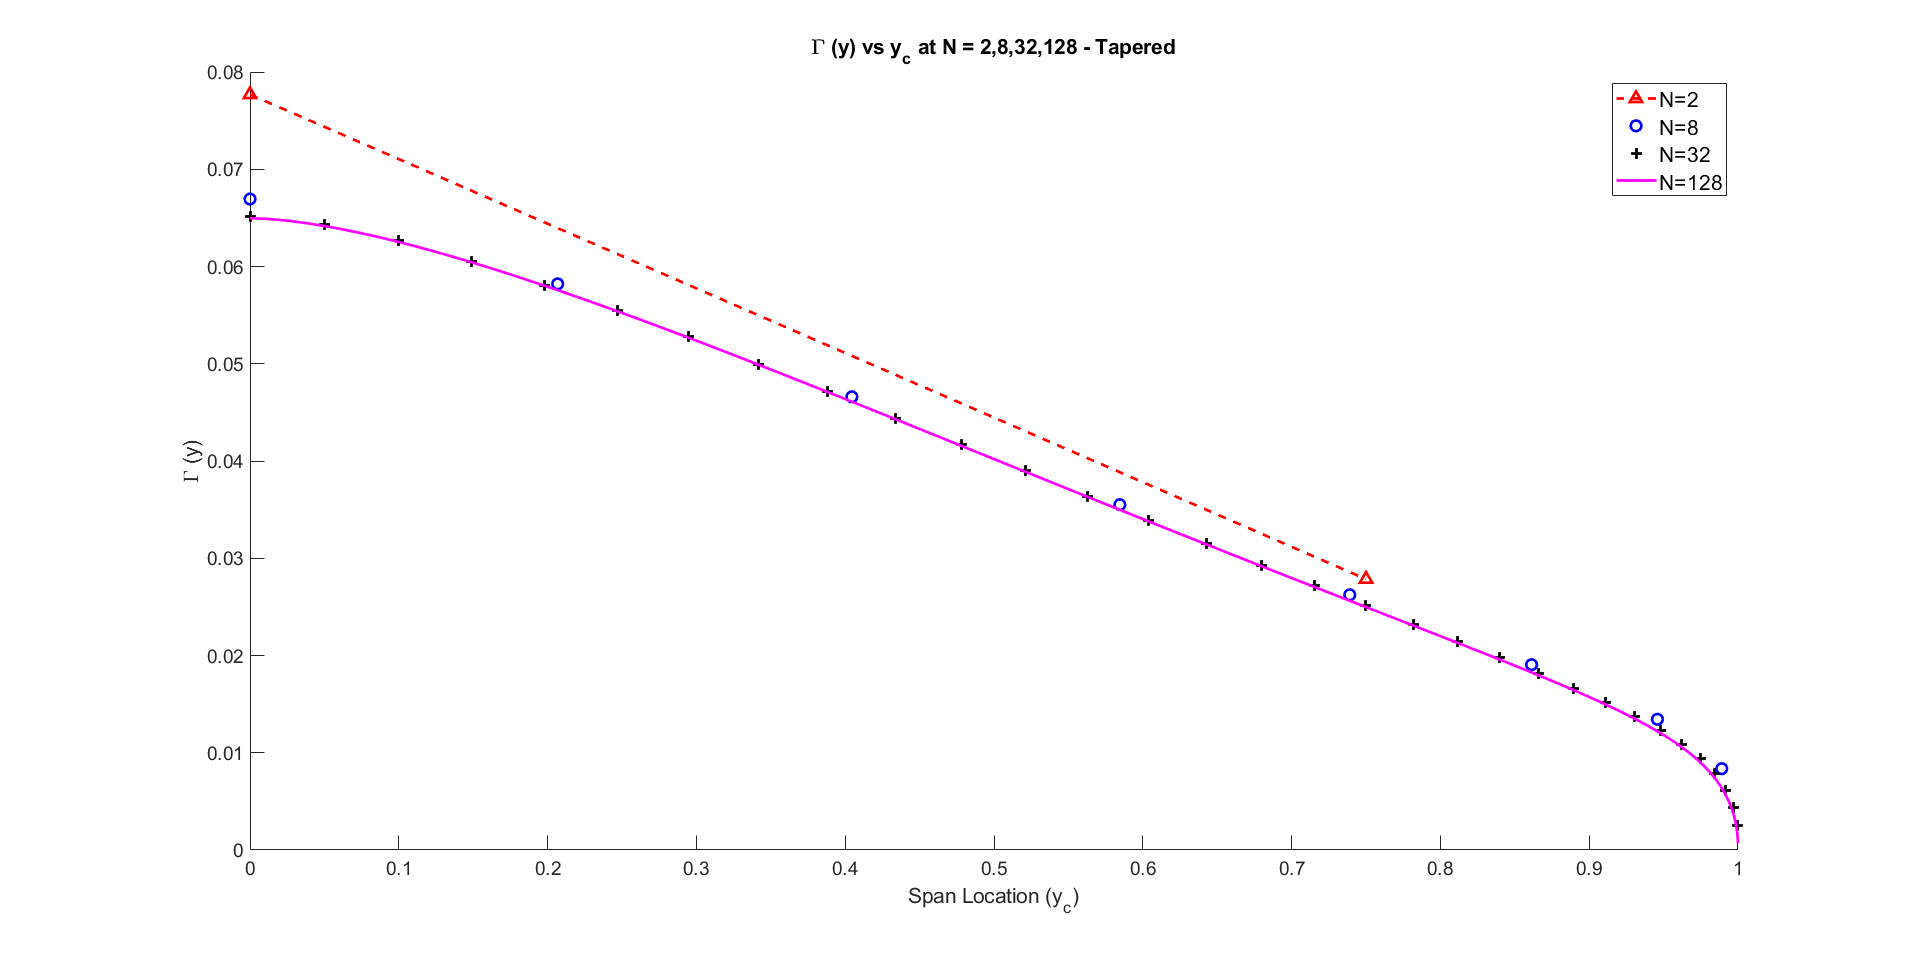 Γ (y) vs yc at N = 2,8,32,128 - Tapered
N=2
N=8
N=32
N=128
0.08
0.07
0.06
0.05
0.04
0.03
0.02
0.01
0
Γ (y)
0 0.1 0.2 0.3 0.4 0.5 0.6 0.7 0.8 0.9 1
Span Location (yc)